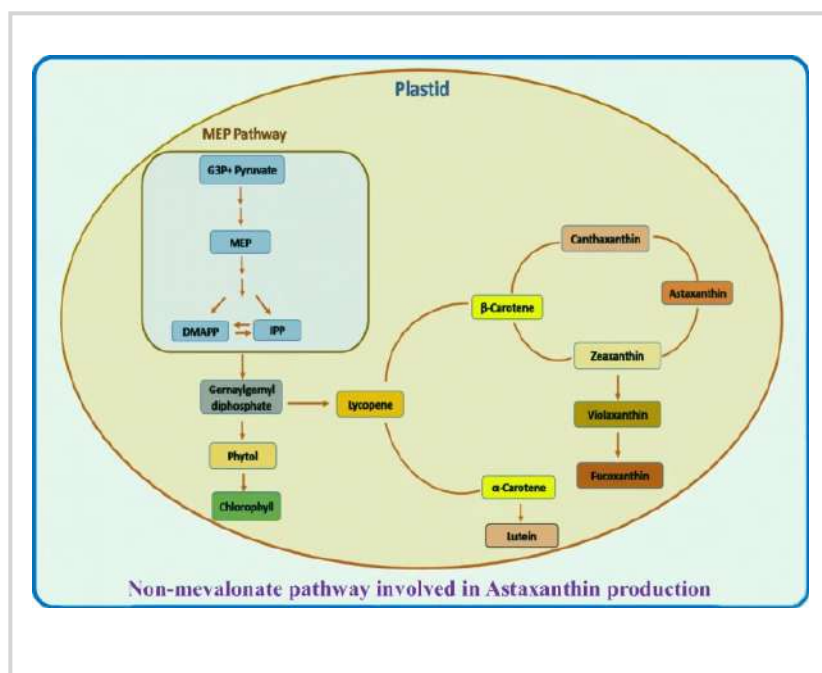 Plastid
MEP Pathway
G3P+ Pyruvate
MEP
DMAPP
IPP
Gernaylgernyl
diphosphate
Phytol
Chlorophyll
Lycopene
β-Carotene
α-Carotene
Lutein
Canthaxanthin
Astaxanthin
Zeaxanthin
Violaxanthin
Fucoxanthin
Non-mevalonate pathway involved in Astaxanthin production